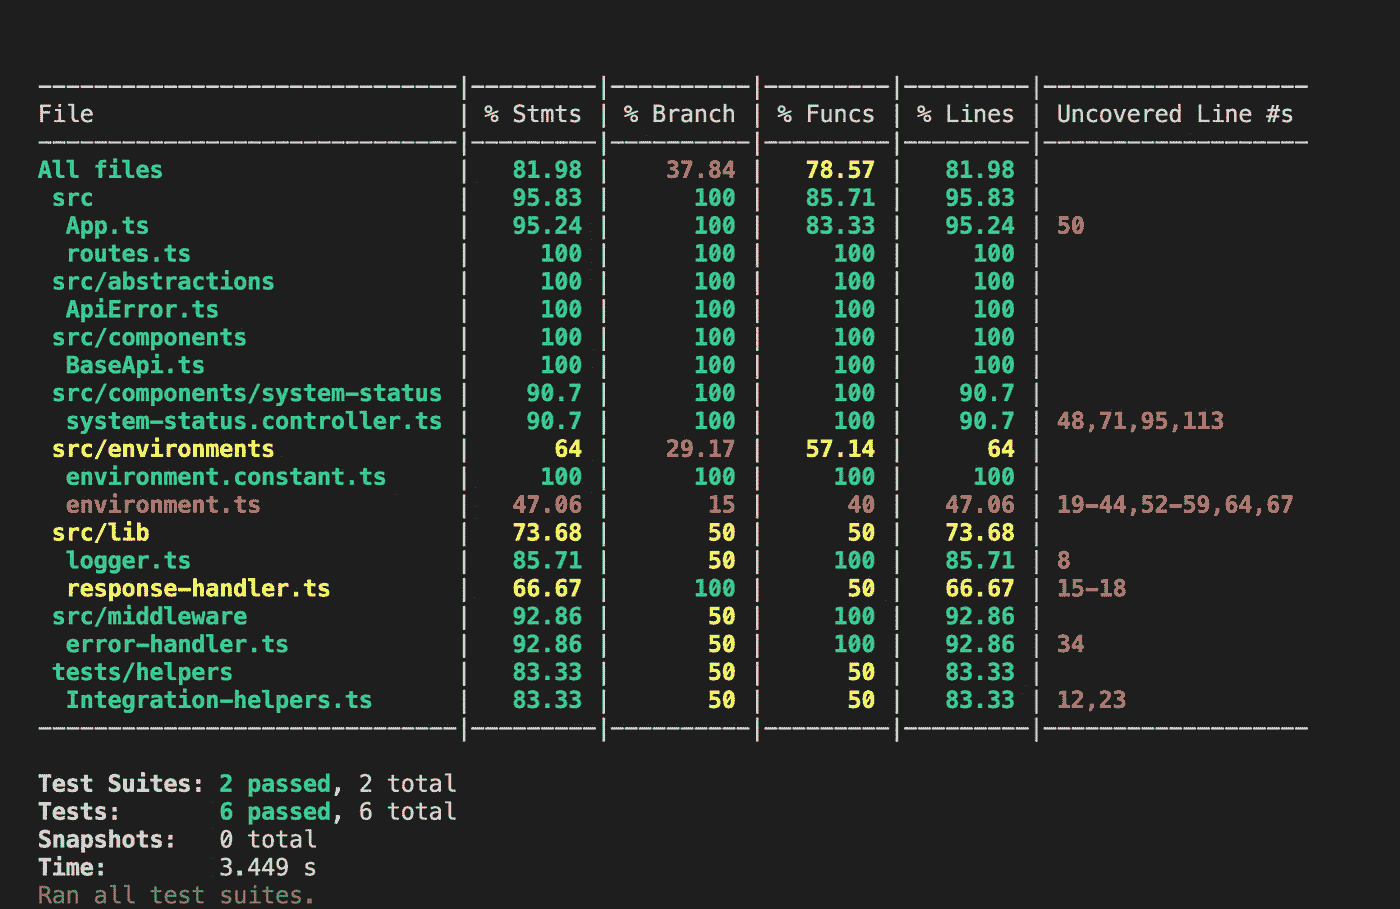 File | % Stmts | % Branch | % Funcs | % Lines | Uncovered Line #s
All files | 81.98 | 37.84 | 78.57 | 81.98 |
src | 95.83 | 100 | 85.71 | 95.83 |
App.ts | 95.24 | 100 | 83.33 | 95.24 | 50
routes.ts | 100 | 100 | 100 | 100 |
src/abstractions | 100 | 100 | 100 | 100 |
ApiError.ts | 100 | 100 | 100 | 100 |
src/components | 100 | 100 | 100 | 100 |
BaseApi.ts | 100 | 100 | 100 | 100 |
src/components/system-status | 90.7 | 100 | 100 | 90.7 |
system-status.controller.ts | 90.7 | 100 | 100 | 90.7 | 48,71,95,113
src/environments | 64 | 29.17 | 57.14 | 64 |
environment.constant.ts | 100 | 100 | 100 | 100 |
environment.ts | 47.06 | 15 | 40 | 47.06 | 19-44,52-59,64,67
src/lib | 73.68 | 50 | 50 | 73.68 |
logger.ts | 85.71 | 50 | 100 | 85.71 | 8
response-handler.ts | 66.67 | 100 | 50 | 66.67 | 15-18
src/middleware | 92.86 | 50 | 100 | 92.86 |
error-handler.ts | 92.86 | 50 | 100 | 92.86 | 34
tests/helpers | 83.33 | 50 | 50 | 83.33 |
Integration-helpers.ts | 83.33 | 50 | 50 | 83.33 | 12,23
Test Suites: 2 passed, 2 total
Tests: 6 passed, 6 total
Snapshots: 0 total
Time: 3.449 s
Ran all test suites.